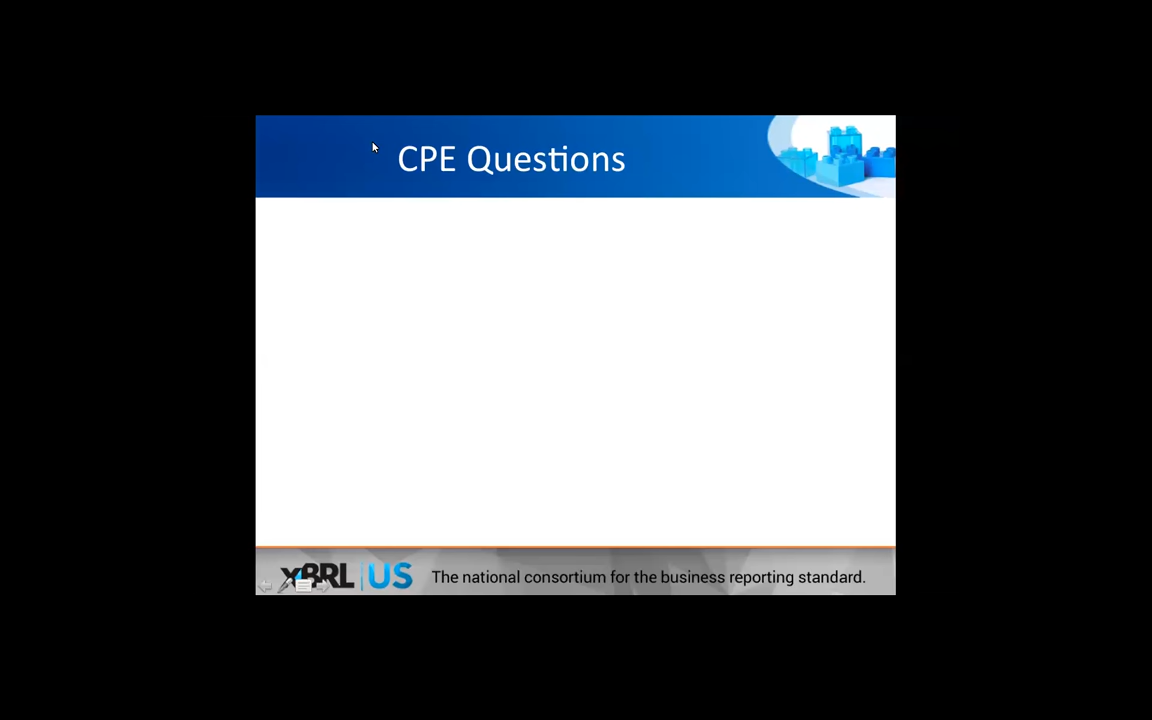 CPE Questions
XBRL US The national consortium for the business reporting standard.